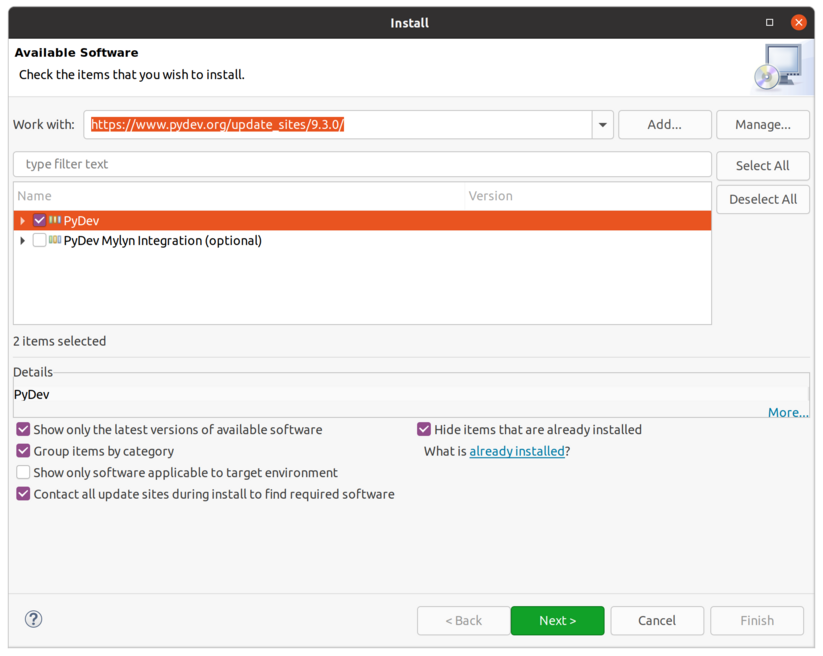 Install
Available Software
Check the items that you wish to install.
Work with: https://www.pydev.org/update_sites/9.3.0/ Add... Manage...
type filter text Select All
Name Version Deselect All
PyDev
PyDev Mylyn Integration (optional)
2 items selected
Details
PyDev
More...
Show only the latest versions of available software Hide items that are already installed
Group items by category What is already installed?
Show only software applicable to target environment
Contact all update sites during install to find required software
? < Back Next > Cancel Finish